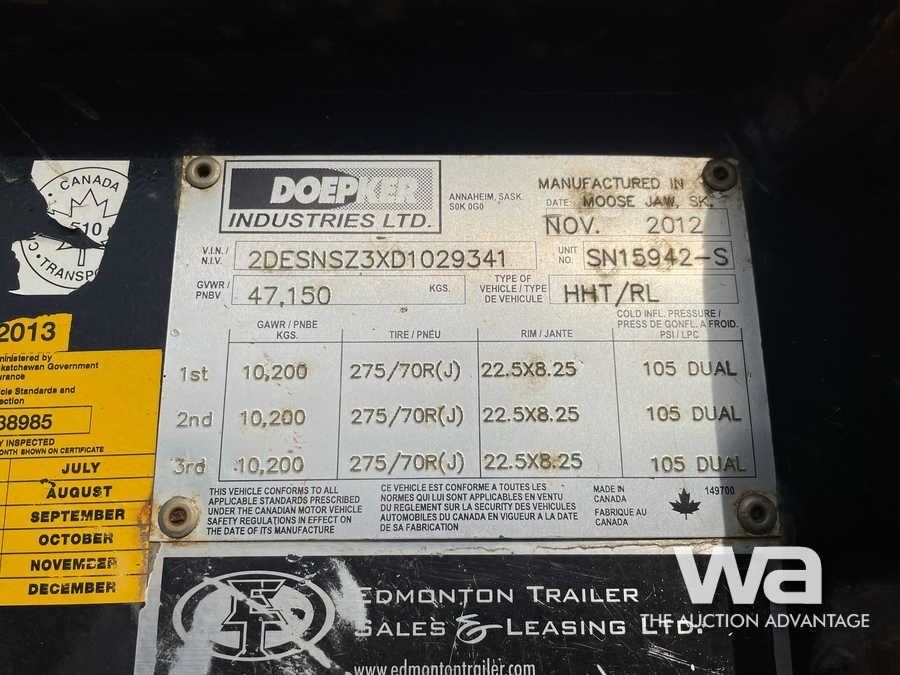 CANADA
510
TRANSPO
2013
ministered by
skatchewan Government
surance
icle Standards and
ection
38985
Y INSPECTED
MONTH SHOWN ON CERTIFICATE
JULY
AUGUST
SEPTEMBER
OCTOBER
NOVEMBER
DECEMBER
DOEPKER
INDUSTRIES LTD.
ANNAHEIM, SASK.
S0K 0G0
MANUFACTURED IN
DATE: MOOSE JAW, SK.
NOV. 2012
V.I.N./
N.I.V.
2DESNSZ3XD1029341
UNIT
NO.
SN15942-S
GVWR /
PNBV
47,150 KGS.
TYPE OF
VEHICLE / TYPE
DE VEHICULE
HHT/RL
GAWR / PNBE
KGS.
TIRE / PNEU
RIM / JANTE
COLD INFL. PRESSURE /
PRESS DE GONFL. A FROID.
PSI / LPC
1st 10,200 275/70R(J) 22.5X8.25 105 DUAL
2nd 10,200 275/70R(J) 22.5X8.25 105 DUAL
3rd 10,200 275/70R(J) 22.5X8.25 105 DUAL
THIS VEHICLE CONFORMS TO ALL
APPLICABLE STANDARDS PRESCRIBED
UNDER THE CANADIAN MOTOR VEHICLE
SAFETY REGULATIONS IN EFFECT ON
THE DATE OF ITS MANUFACTURE
CE VEHICULE EST CONFORME A TOUTES LES
NORMES QUI LUI SONT APPLICABLES EN VENTU
DU REGLEMENT SUR LA SECURITE DES VEHICULES
AUTOMOBILES DU CANADA EN VIGUEUR A LA DATE
DE SA FABRICATION
MADE IN
CANADA
FABRIQUE AU
CANADA
149700
EDMONTON TRAILER
SALES & LEASING LTD.
www.edmontontrailer.com
wa
THE AUCTION ADVANTAGE